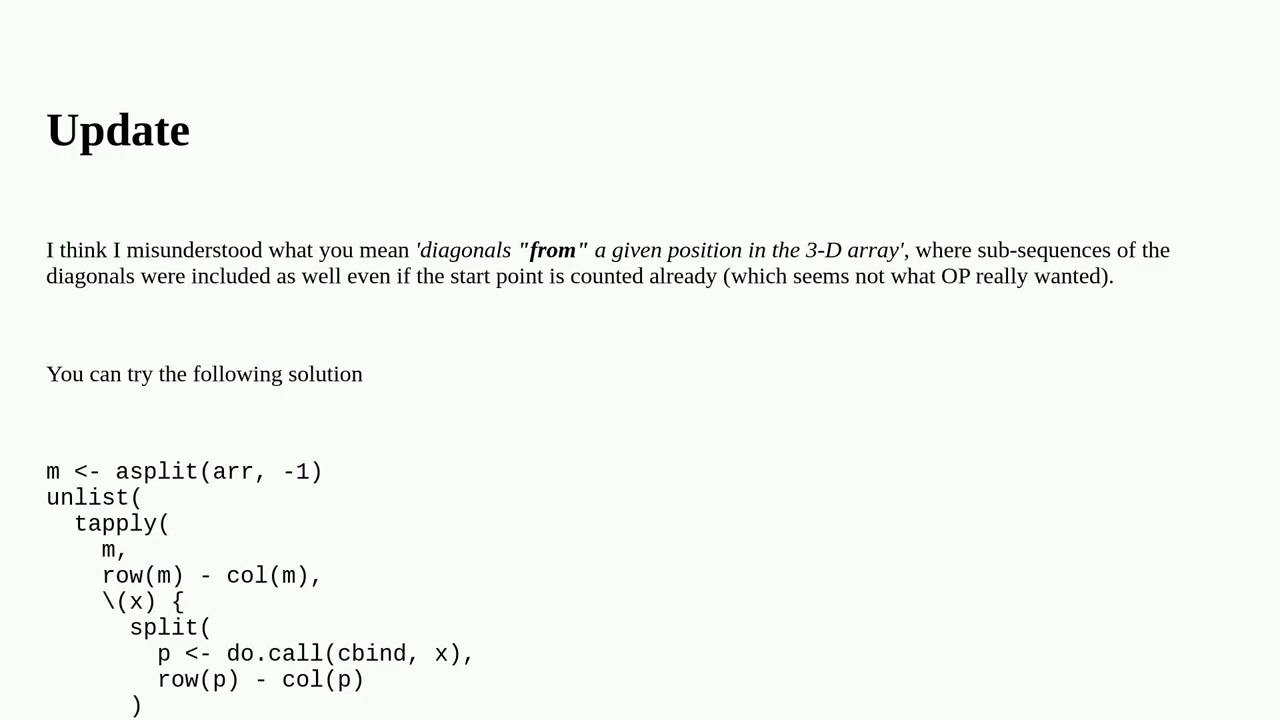 Update
I think I misunderstood what you mean 'diagonals "from" a given position in the 3-D array', where sub-sequences of the
diagonals were included as well even if the start point is counted already (which seems not what OP really wanted).
You can try the following solution
m <- asplit(arr, -1)
unlist(
  tapply(
    m,
    row(m) - col(m),
    \(x) {
      split(
        p <- do.call(cbind, x),
        row(p) - col(p)
      )